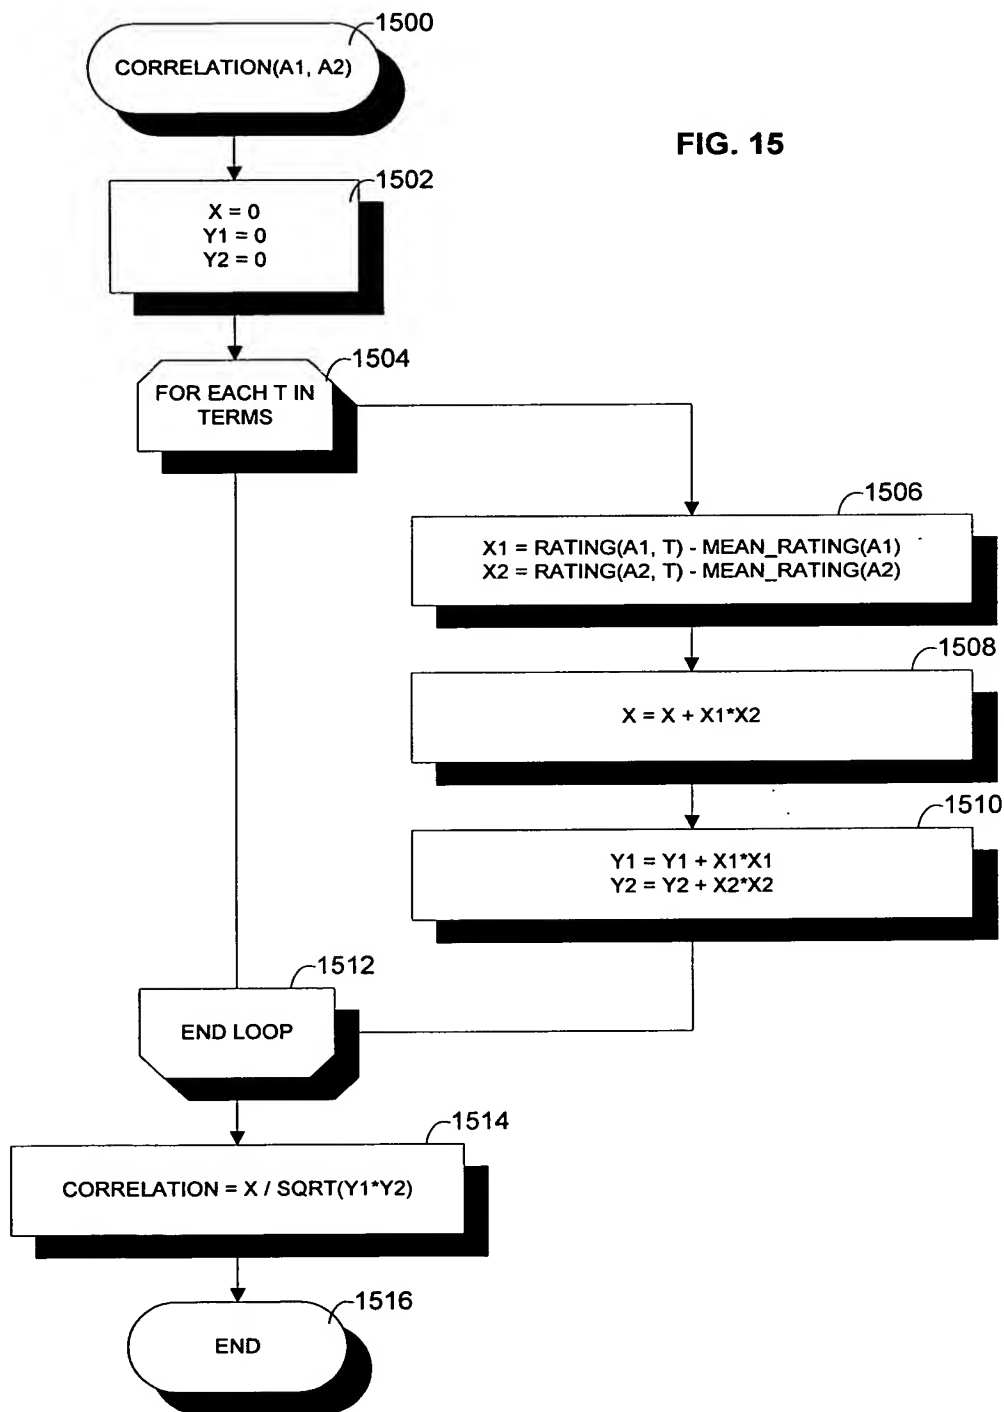 1500
CORRELATION(A1, A2)
FIG. 15
1502
X = 0
Y1 = 0
Y2 = 0
1504
FOR EACH T IN
TERMS
1506
X1 = RATING(A1, T) - MEAN_RATING(A1)
X2 = RATING(A2, T) - MEAN_RATING(A2)
1508
X = X + X1*X2
1510
Y1 = Y1 + X1*X1
Y2 = Y2 + X2*X2
1512
END LOOP
1514
CORRELATION = X / SQRT(Y1*Y2)
1516
END